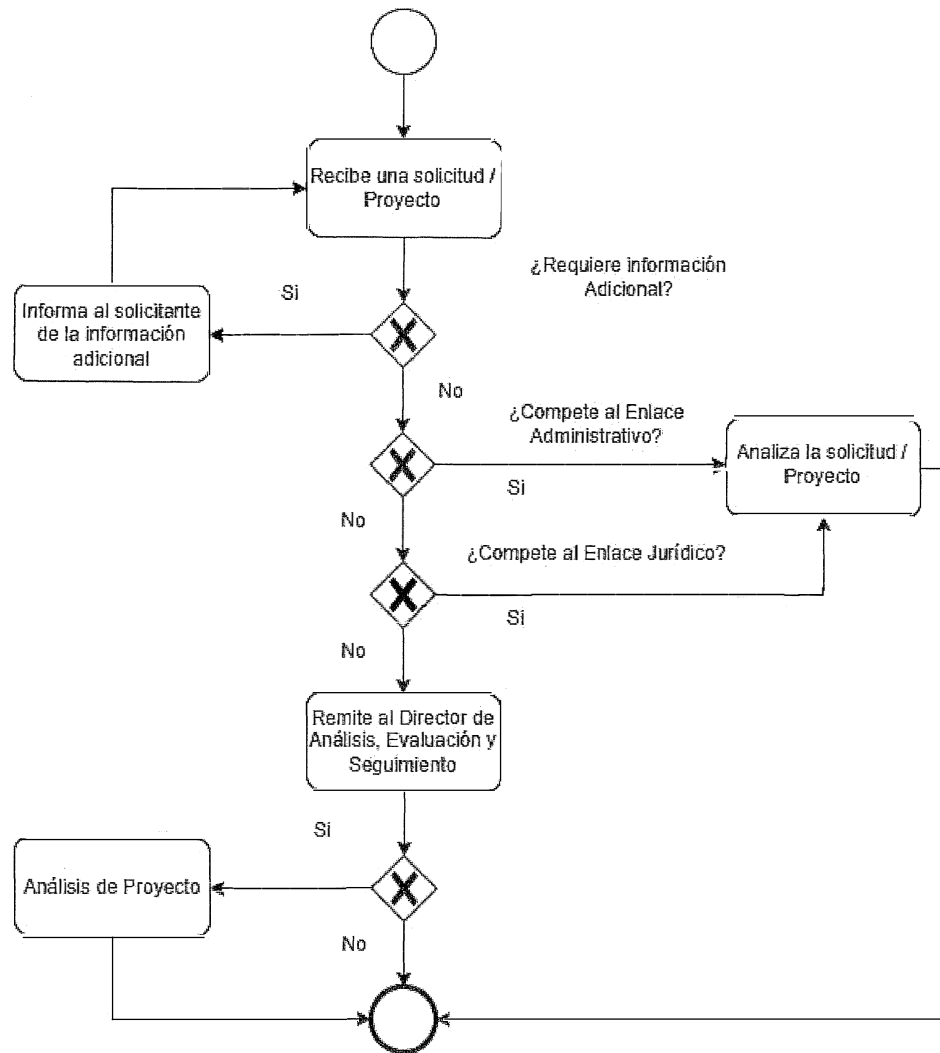 Recibe una solicitud /
Proyecto
¿Requiere información
Adicional?
Si
Informa al solicitante
de la información
adicional
No
¿Compete al Enlace
Administrativo?
Si
Analiza la solicitud /
Proyecto
No
¿Compete al Enlace Jurídico?
Si
No
Remite al Director de
Análisis, Evaluación y
Seguimiento
Si
Análisis de Proyecto
No